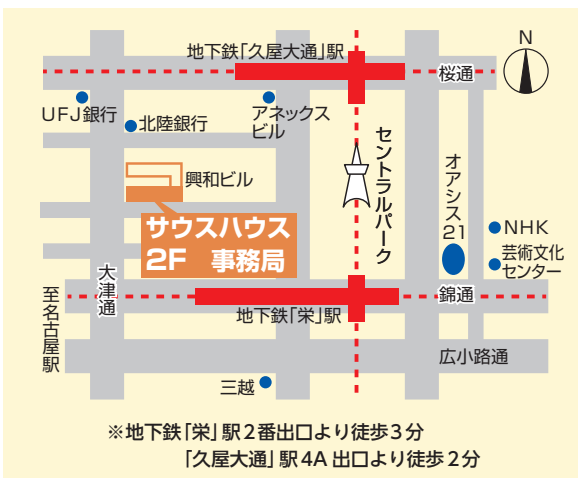 地下鉄「久屋大通」駅
N
桜通
UFJ銀行
北陸銀行
アネックス
ビル
セントラルパーク
オアシス21
興和ビル
サウスハウス
2F 事務局
NHK
芸術文化
センター
大津通
至名古屋駅
錦通
地下鉄「栄」駅
広小路通
三越
※地下鉄「栄」駅2番出口より徒歩3分
「久屋大通」駅4A出口より徒歩2分